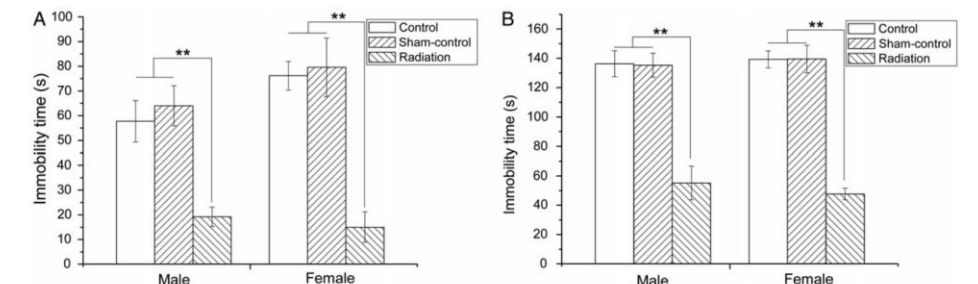 A
Immobility time (s)
100
90
80
70
60
50
40
30
20
10
0
**
**
Control
Sham-control
Radiation
Male
Female
B
Immobility time (s)
160
140
120
100
80
60
40
20
0
**
**
Control
Sham-control
Radiation
Male
Female